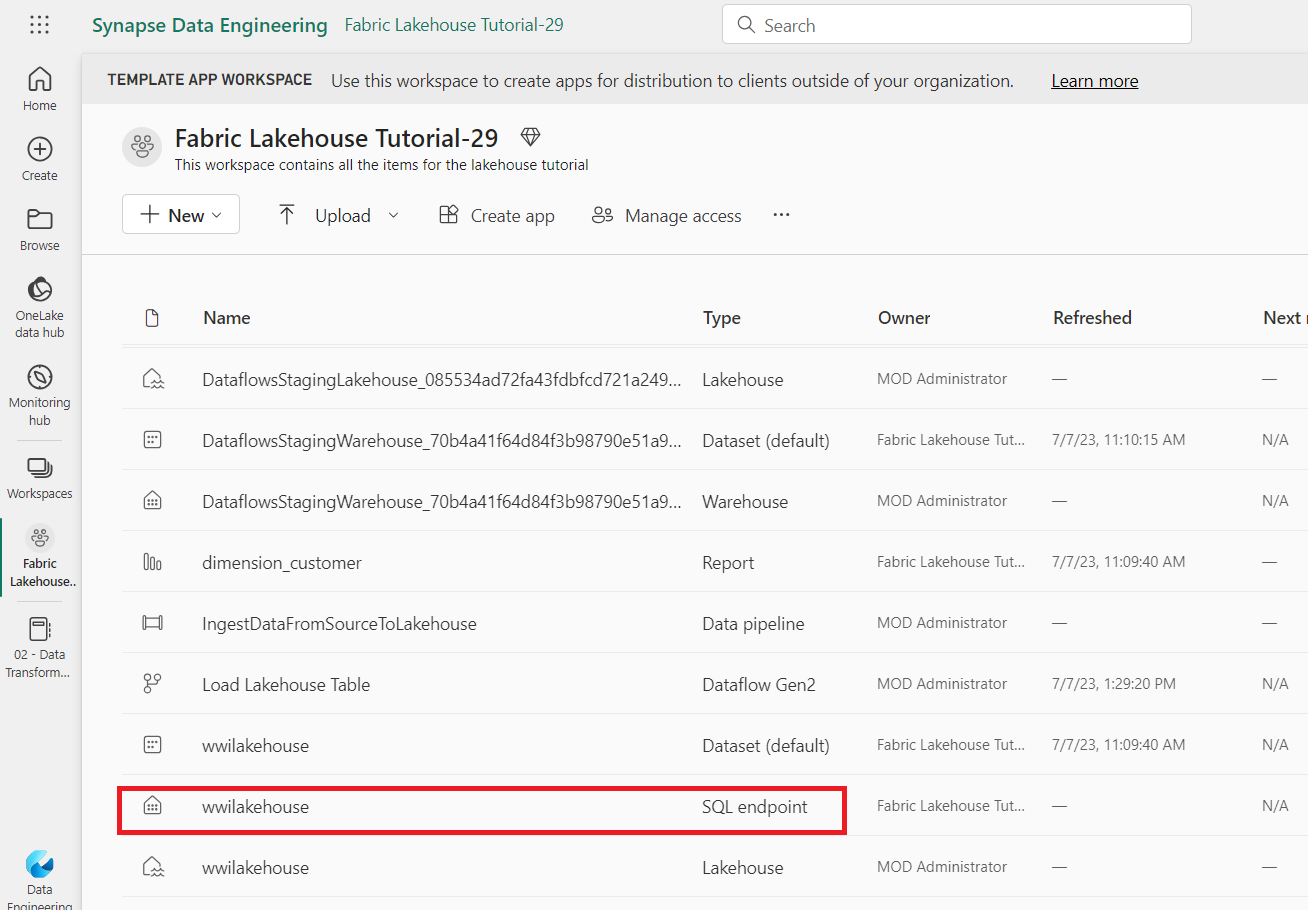 Synapse Data Engineering Fabric Lakehouse Tutorial-29 Search
TEMPLATE APP WORKSPACE Use this workspace to create apps for distribution to clients outside of your organization. Learn more
Home
Create
Browse
OneLake
data hub
Monitoring
hub
Workspaces
Fabric
Lakehouse..
02 - Data
Transform...
Data
Engineering
Fabric Lakehouse Tutorial-29
This workspace contains all the items for the lakehouse tutorial
New Upload Create app Manage access ...
Name Type Owner Refreshed Next
DataflowsStagingLakehouse_085534ad72fa43fdbfcd721a249... Lakehouse MOD Administrator — —
DataflowsStagingWarehouse_70b4a41f64d84f3b98790e51a9... Dataset (default) Fabric Lakehouse Tut... 7/7/23, 11:10:15 AM N/A
DataflowsStagingWarehouse_70b4a41f64d84f3b98790e51a9... Warehouse MOD Administrator — N/A
dimension_customer Report Fabric Lakehouse Tut... 7/7/23, 11:09:40 AM —
IngestDataFromSourceToLakehouse Data pipeline MOD Administrator — —
Load Lakehouse Table Dataflow Gen2 MOD Administrator 7/7/23, 1:29:20 PM N/A
wwilakehouse Dataset (default) Fabric Lakehouse Tut... 7/7/23, 11:09:40 AM N/A
wwilakehouse SQL endpoint Fabric Lakehouse Tut... — N/A
wwilakehouse Lakehouse MOD Administrator — —